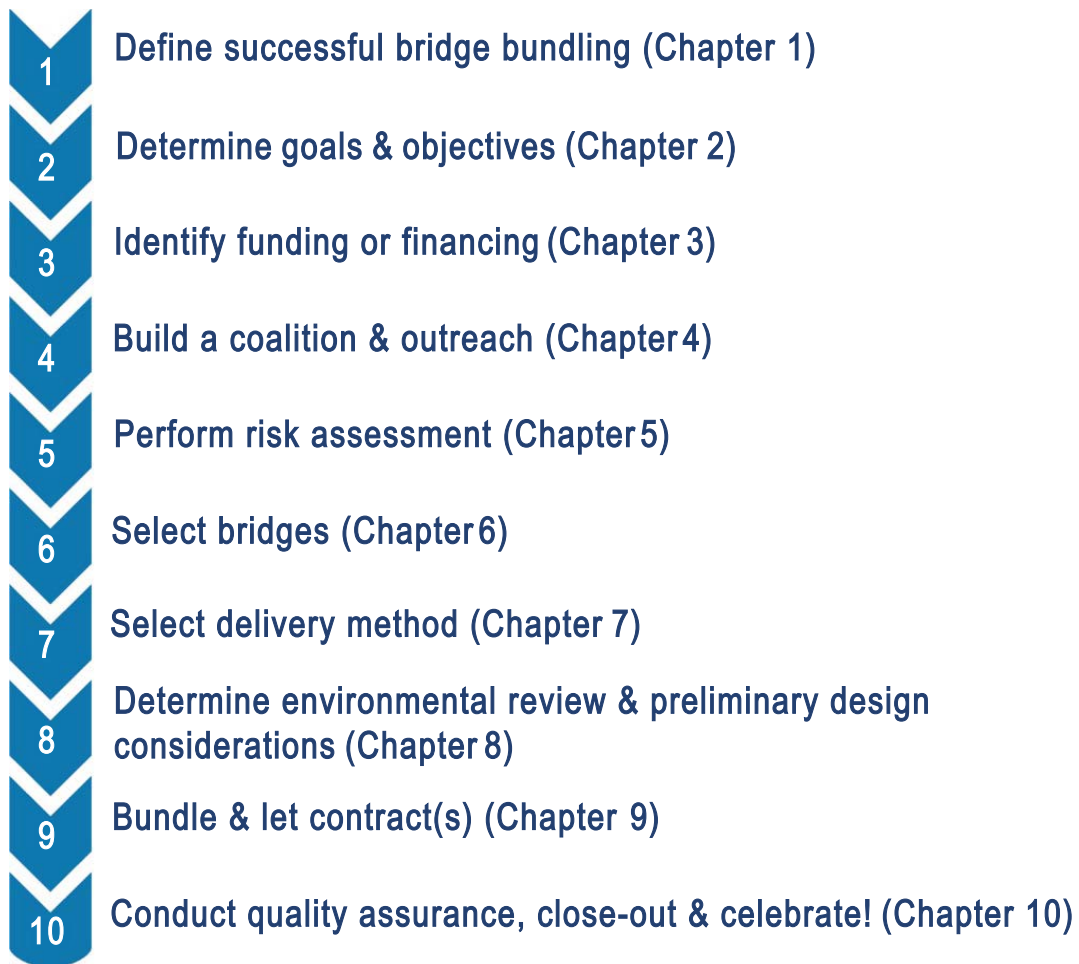 1
Define successful bridge bundling (Chapter 1)
2
Determine goals & objectives (Chapter 2)
3
Identify funding or financing (Chapter 3)
4
Build a coalition & outreach (Chapter 4)
5
Perform risk assessment (Chapter 5)
6
Select bridges (Chapter 6)
7
Select delivery method (Chapter 7)
8
Determine environmental review & preliminary design
considerations (Chapter 8)
9
Bundle & let contract(s) (Chapter 9)
10
Conduct quality assurance, close-out & celebrate! (Chapter 10)